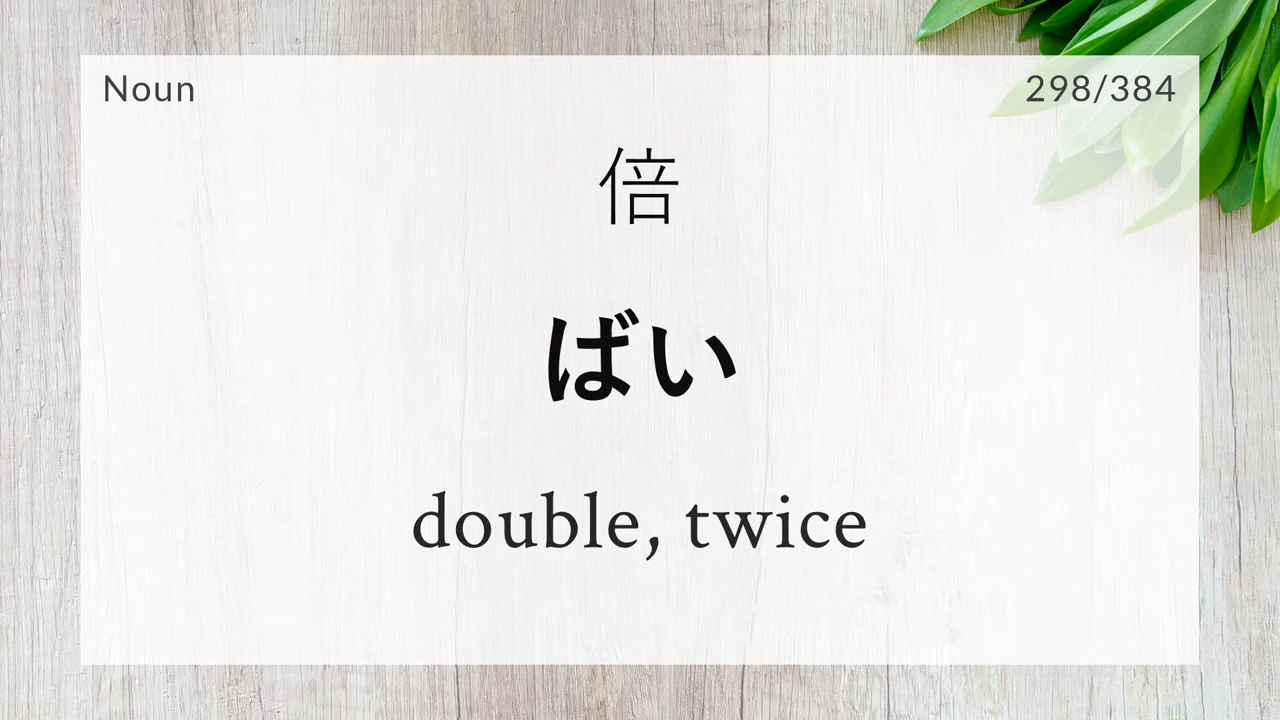 Noun
298/384
倍
ばい
double, twice